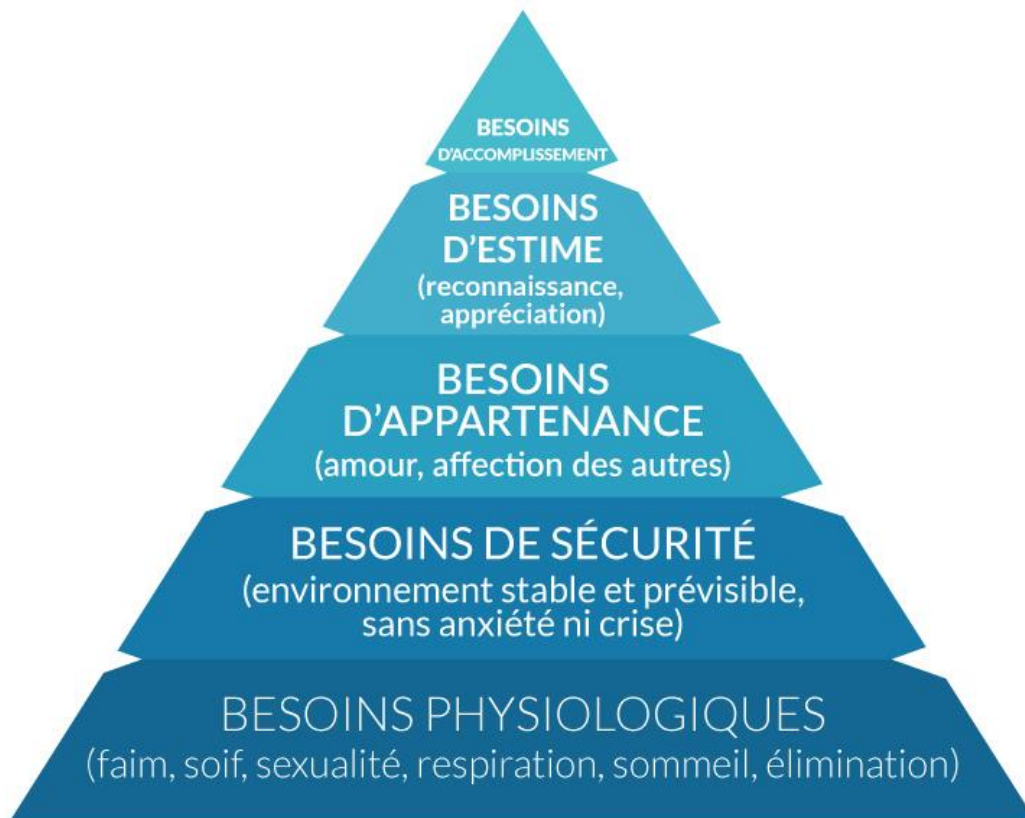 BESOINS
D'ACCOMPLISSEMENT
BESOINS
D'ESTIME
(reconnaissance,
appréciation)
BESOINS
D'APPARTENANCE
(amour, affection des autres)
BESOINS DE SÉCURITÉ
(environnement stable et prévisible,
sans anxiété ni crise)
BESOINS PHYSIOLOGIQUES
(faim, soif, sexualité, respiration, sommeil, élimination)